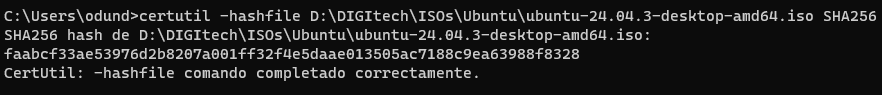 C:\Users\odund>certutil -hashfile D:\DIGItech\ISOs\Ubuntu\ubuntu-24.04.3-desktop-amd64.iso SHA256
SHA256 hash de D:\DIGItech\ISOs\Ubuntu\ubuntu-24.04.3-desktop-amd64.iso:
faabcf33ae53976d2b8207a001ff32f4e5daae013505ac7188c9ea63988f8328
CertUtil: -hashfile comando completado correctamente.